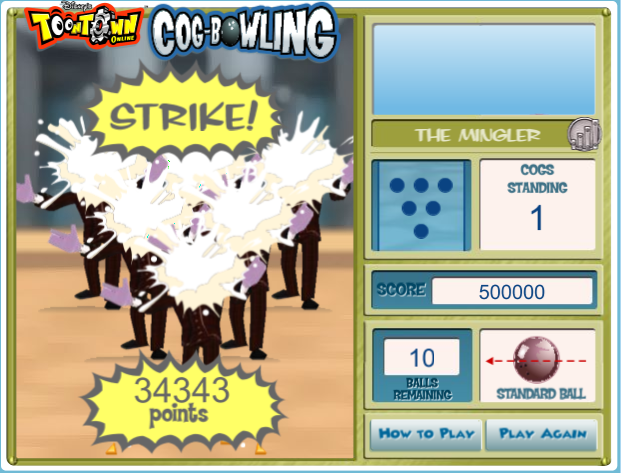 Disney's
TOONTOWN
ONLINE
COG-BOWLING
STRIKE!
34343
points
THE MINGLER
COGS
STANDING
1
SCORE 500000
10
BALLS
REMAINING
STANDARD BALL
HOW TO PLAY
PLAY AGAIN